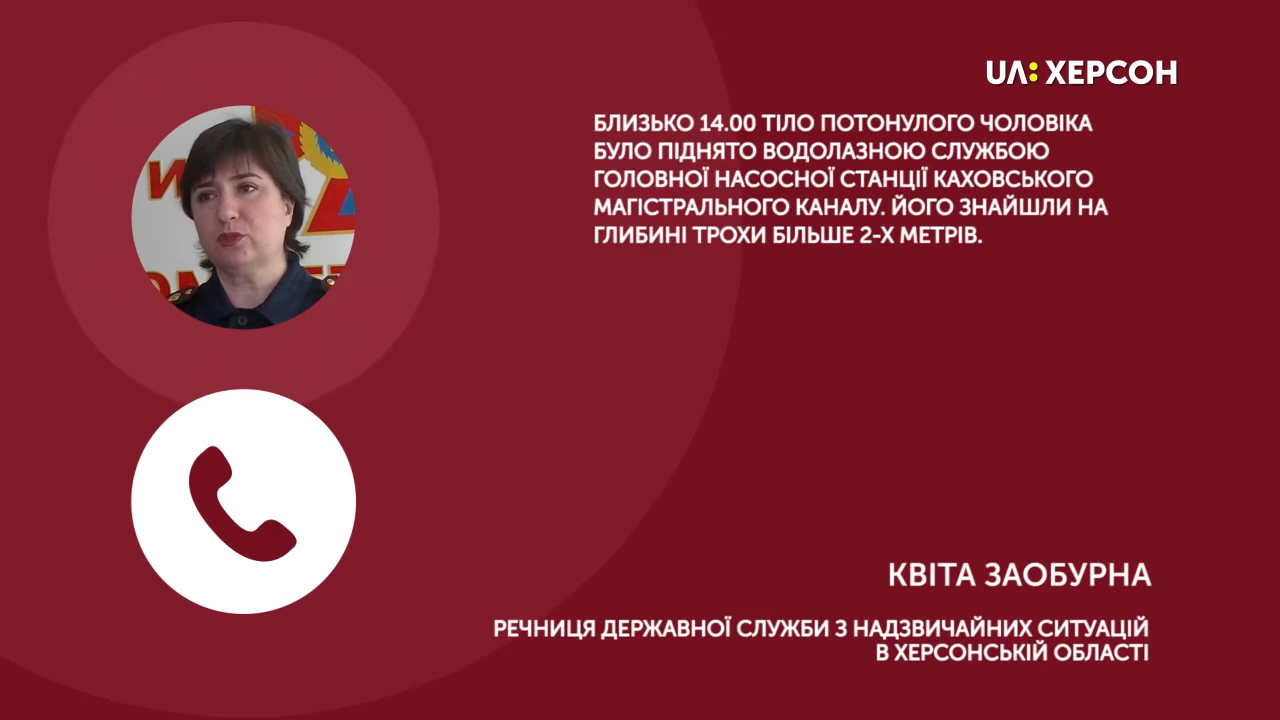 UA: ХЕРСОН
БЛИЗЬКО 14.00 ТІЛО ПОТОНУЛОГО ЧОЛОВІКА
БУЛО ПІДНЯТО ВОДОЛАЗНОЮ СЛУЖБОЮ
ГОЛОВНОЇ НАСОСНОЇ СТАНЦІЇ КАХОВСЬКОГО
МАГІСТРАЛЬНОГО КАНАЛУ. ЙОГО ЗНАЙШЛИ НА
ГЛИБИНІ ТРОХИ БІЛЬШЕ 2-Х МЕТРІВ.
КВІТА ЗАОБУРНА
РЕЧНИЦЯ ДЕРЖАВНОЇ СЛУЖБИ З НАДЗВИЧАЙНИХ СИТУАЦІЙ
В ХЕРСОНСЬКІЙ ОБЛАСТІ